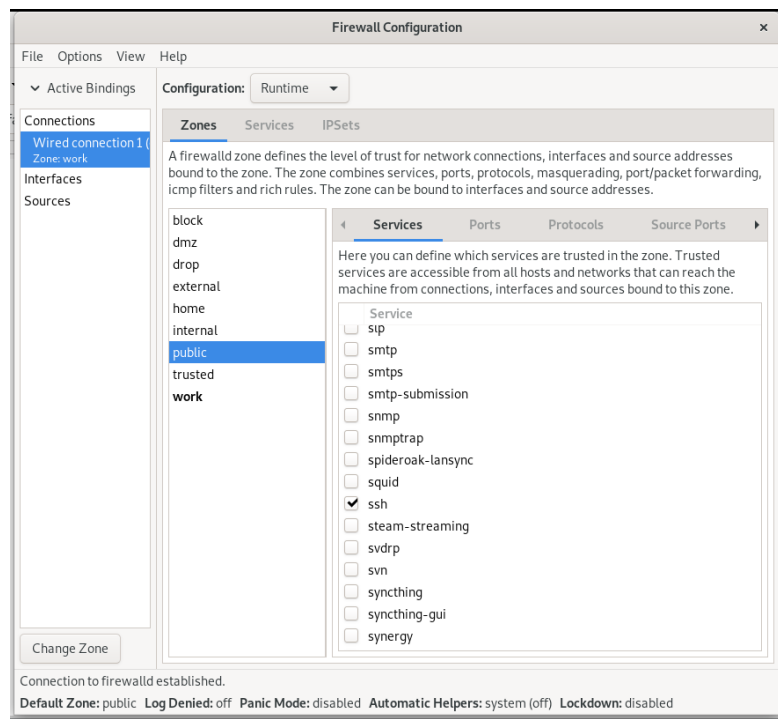 Firewall Configuration
×
File Options View Help
Active Bindings
Configuration: Runtime
Connections
Wired connection 1 (
Zone: work
Interfaces
Sources
Zones Services IPSets
A firewalld zone defines the level of trust for network connections, interfaces and source addresses
bound to the zone. The zone combines services, ports, protocols, masquerading, port/packet forwarding,
icmp filters and rich rules. The zone can be bound to interfaces and source addresses.
block
dmz
drop
external
home
internal
public
trusted
work
Services Ports Protocols Source Ports
Here you can define which services are trusted in the zone. Trusted
services are accessible from all hosts and networks that can reach the
machine from connections, interfaces and sources bound to this zone.
Service
sip
smtp
smtps
smtp-submission
snmp
snmptrap
spideroak-lansync
squid
ssh
steam-streaming
svdrp
svn
syncthing
syncthing-gui
synergy
Change Zone
Connection to firewalld established.
Default Zone: public Log Denied: off Panic Mode: disabled Automatic Helpers: system (off) Lockdown: disabled